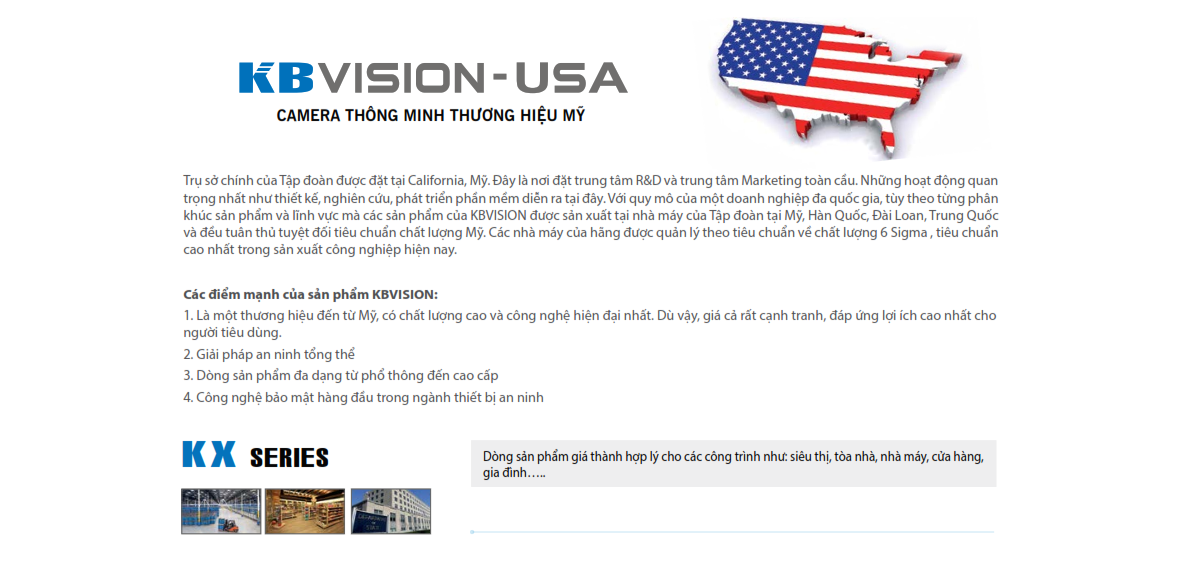 KBVISION-USA
CAMERA THÔNG MINH THƯƠNG HIỆU MỸ
Trụ sở chính của Tập đoàn được đặt tại California, Mỹ. Đây là nơi đặt trung tâm R&D và trung tâm Marketing toàn cầu. Những hoạt động quan
trọng nhất như thiết kế, nghiên cứu, phát triển phần mềm diễn ra tại đây. Với quy mô của một doanh nghiệp đa quốc gia, tùy theo từng phân
khúc sản phẩm và lĩnh vực mà các sản phẩm của KBVISION được sản xuất tại nhà máy của Tập đoàn tại Mỹ, Hàn Quốc, Đài Loan, Trung Quốc
và đều tuân thủ tuyệt đối tiêu chuẩn chất lượng Mỹ. Các nhà máy của hãng được quản lý theo tiêu chuẩn về chất lượng 6 Sigma , tiêu chuẩn
cao nhất trong sản xuất công nghiệp hiện nay.
Các điểm mạnh của sản phẩm KBVISION:
1. Là một thương hiệu đến từ Mỹ, có chất lượng cao và công nghệ hiện đại nhất. Dù vậy, giá cả rất cạnh tranh, đáp ứng lợi ích cao nhất cho
người tiêu dùng.
2. Giải pháp an ninh tổng thể
3. Dòng sản phẩm đa dạng từ phổ thông đến cao cấp
4. Công nghệ bảo mật hàng đầu trong ngành thiết bị an ninh
KX SERIES
Dòng sản phẩm giá thành hợp lý cho các công trình như: siêu thị, tòa nhà, nhà máy, cửa hàng,
gia đình…..